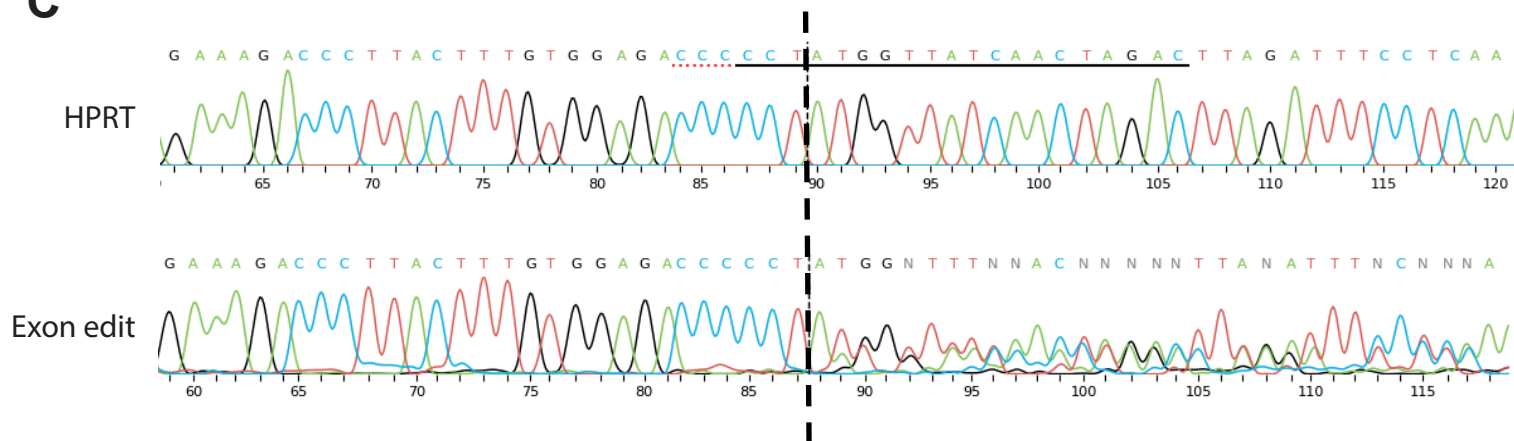 C
G A A A G A C C C T T A C T T T G T G G A G A C C C C C T A T G G T T A T C A A C T A G A C T T A G A T T T C C T C A A
HPRT
65 70 75 80 85 90 95 100 105 110 115 120
G A A A G A C C C T T A C T T T G T G G A G A C C C C C T A T G G N T T T N N A C N N N N N T T A N A T T T N C N N N A
Exon edit
60 65 70 75 80 85 90 95 100 105 110 115